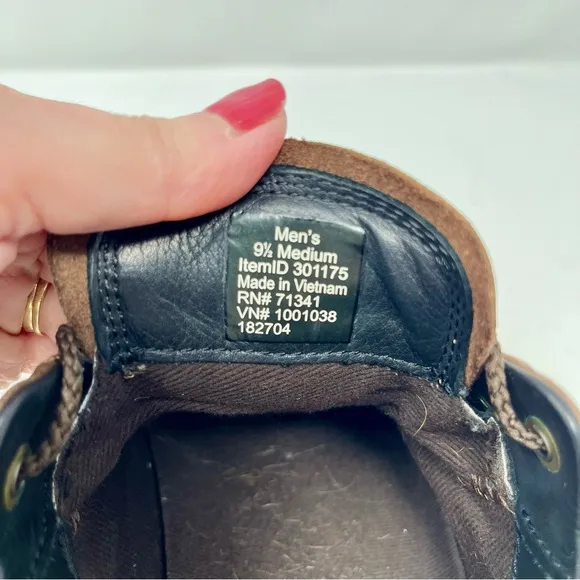 Men's
9½ Medium
ItemID 301175
Made in Vietnam
RN# 71341
VN# 1001038
182704